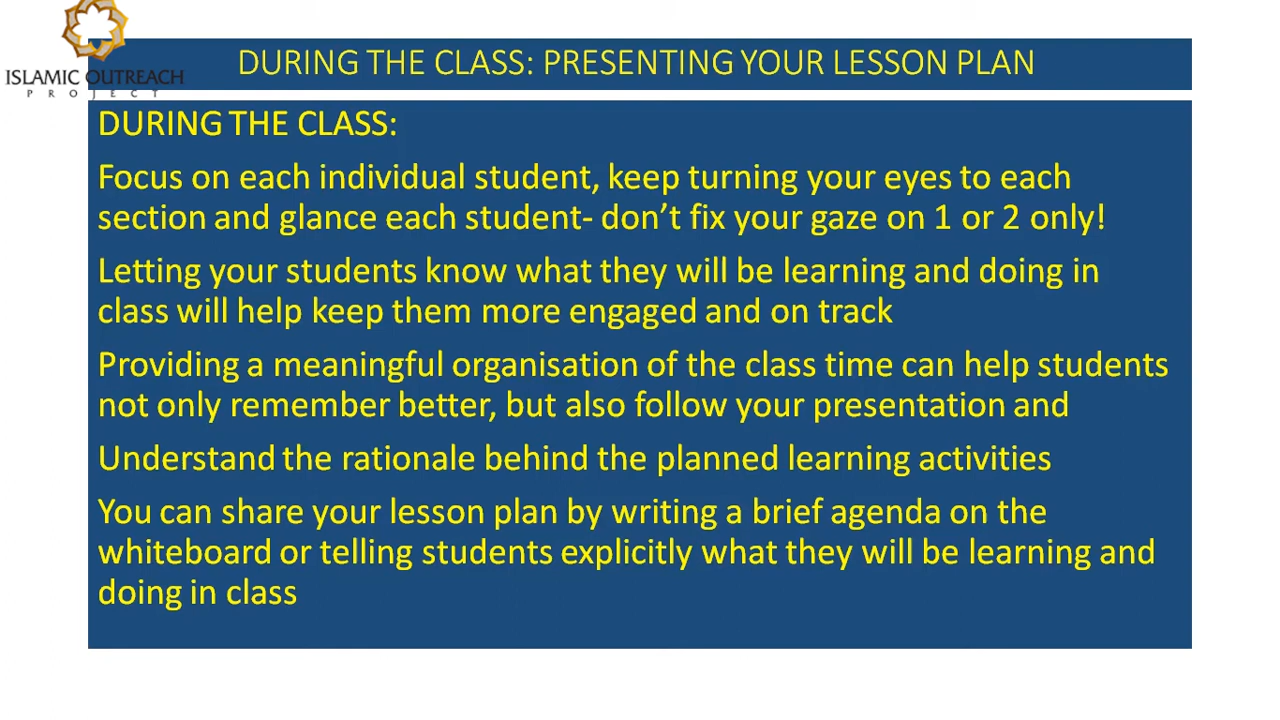 ISLAMIC OUTREACH
PROJECT
DURING THE CLASS: PRESENTING YOUR LESSON PLAN
DURING THE CLASS:
Focus on each individual student, keep turning your eyes to each
section and glance each student- don’t fix your gaze on 1 or 2 only!
Letting your students know what they will be learning and doing in
class will help keep them more engaged and on track
Providing a meaningful organisation of the class time can help students
not only remember better, but also follow your presentation and
Understand the rationale behind the planned learning activities
You can share your lesson plan by writing a brief agenda on the
whiteboard or telling students explicitly what they will be learning and
doing in class